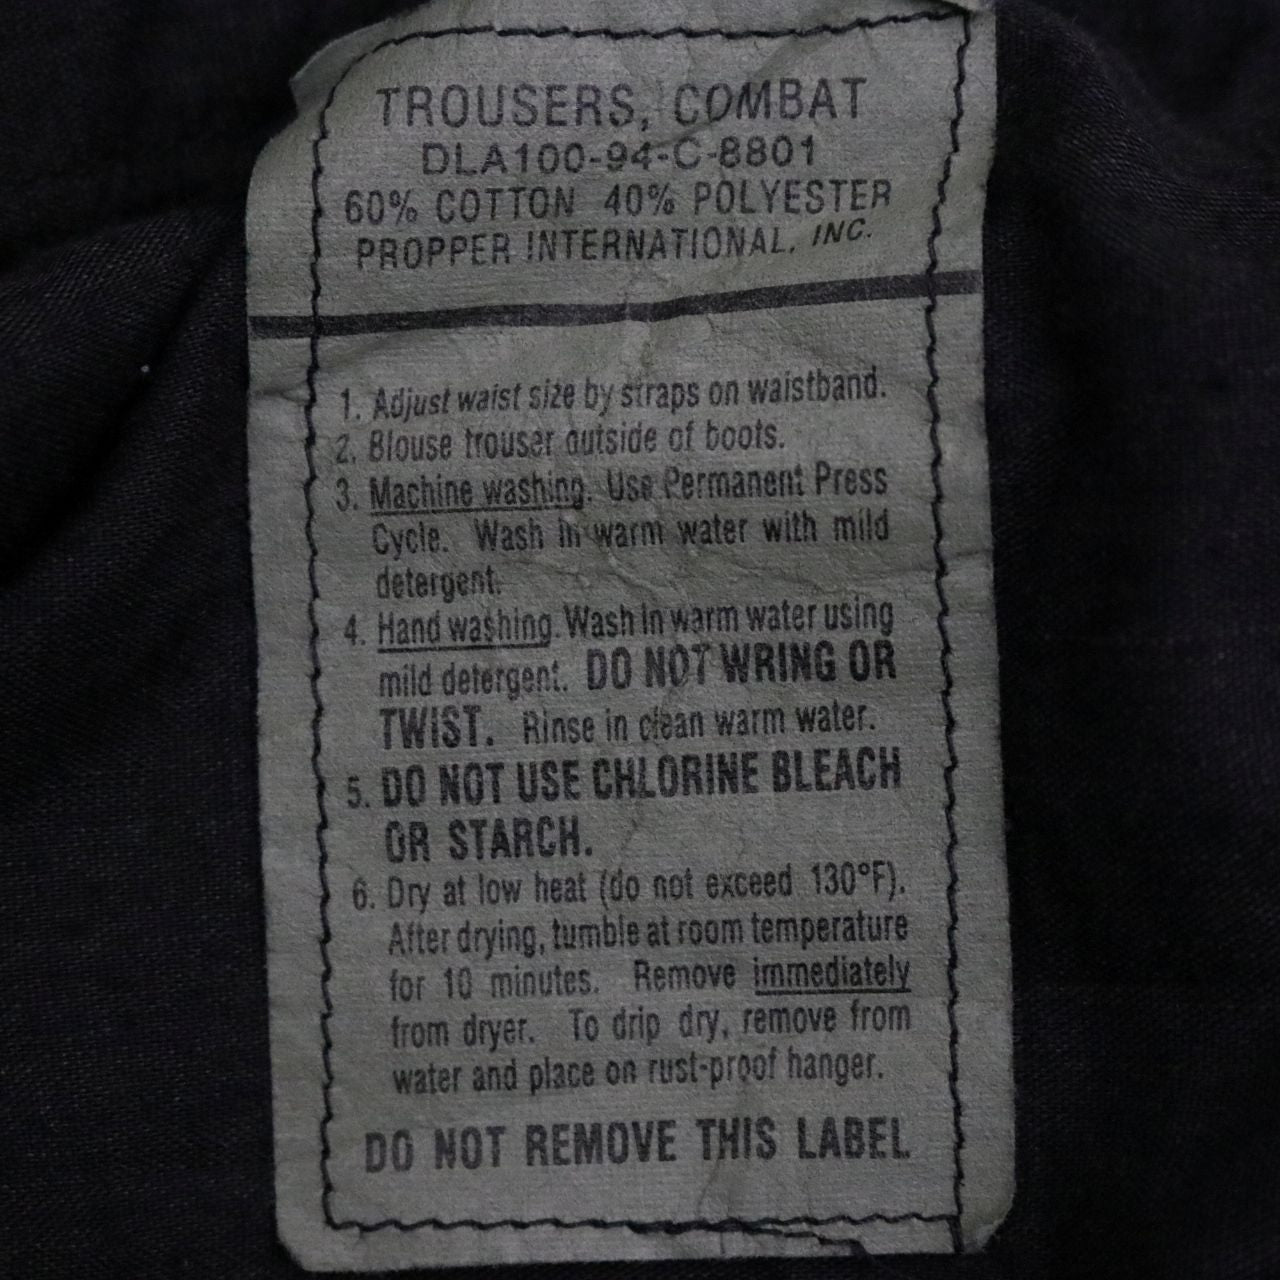 TROUSERS, COMBAT
DLA100-94-C-8801
60% COTTON 40% POLYESTER
PROPPER INTERNATIONAL, INC.
1. Adjust waist size by straps on waistband.
2. Blouse trouser outside of boots.
3. Machine washing. Use Permanent Press
Cycle. Wash in warm water with mild
detergent.
4. Hand washing. Wash in warm water using
mild detergent. DO NOT WRING OR
TWIST. Rinse in clean warm water.
5. DO NOT USE CHLORINE BLEACH
OR STARCH.
6. Dry at low heat (do not exceed 130°F).
After drying, tumble at room temperature
for 10 minutes. Remove immediately
from dryer. To drip dry, remove from
water and place on rust-proof hanger.
DO NOT REMOVE THIS LABEL